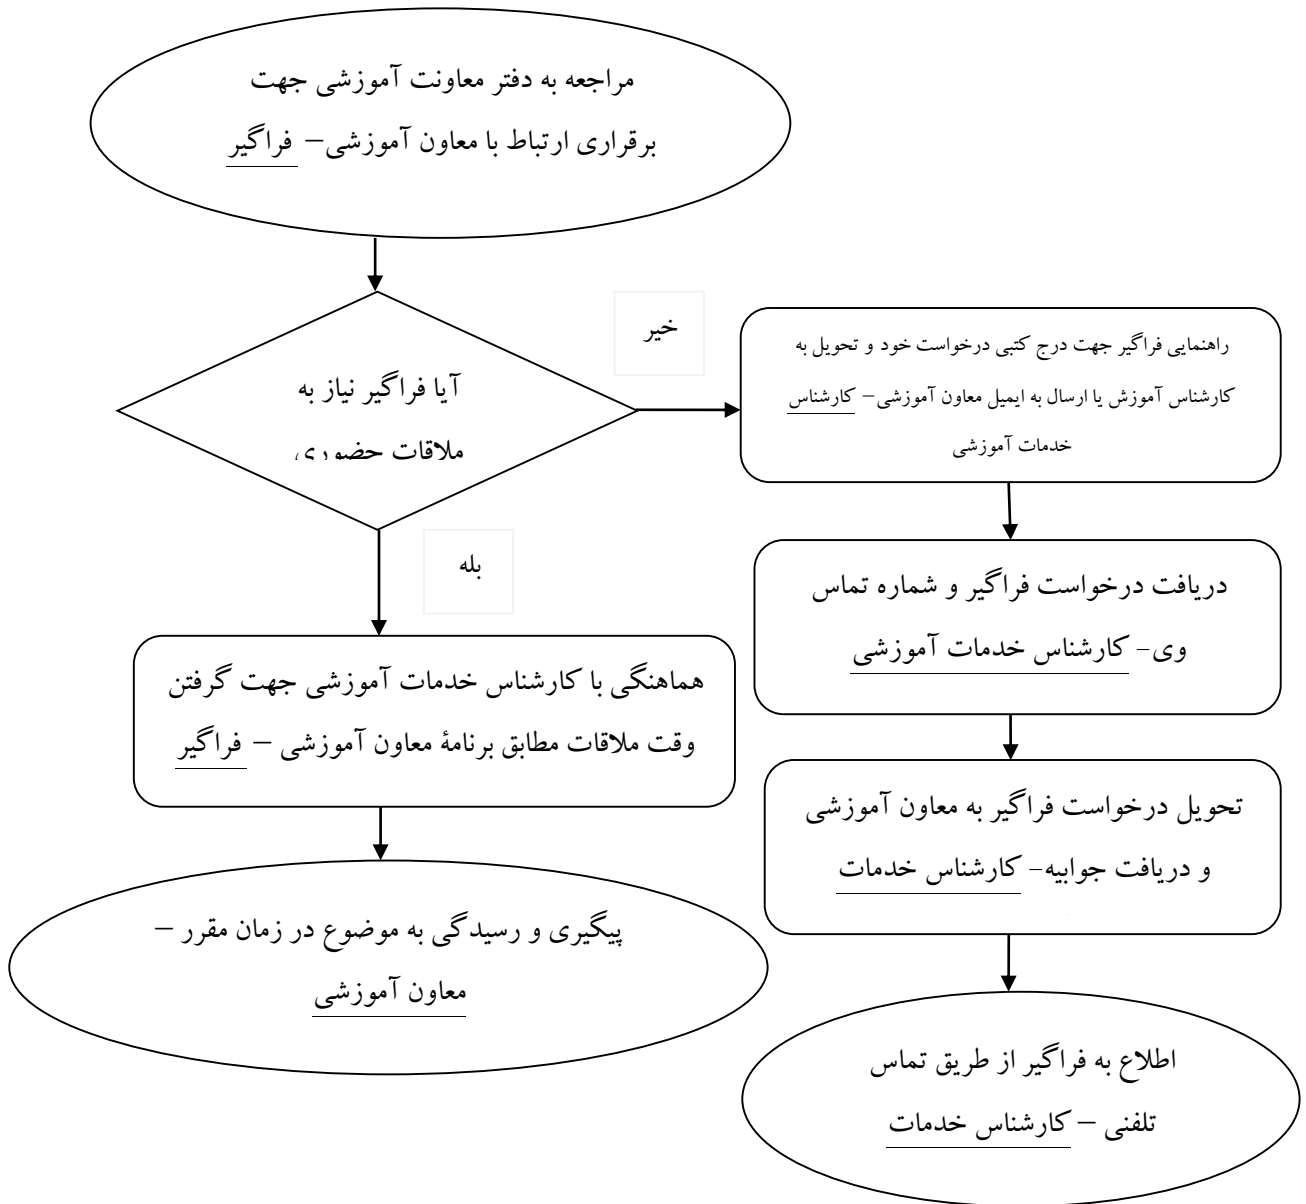 مراجعه به دفتر معاونت آموزشی جهت
برقراری ارتباط با معاون آموزشی – فراگیر
آیا فراگیر نیاز به
ملاقات حضوری
خیر
راهنمایی فراگیر جهت درج کتبی درخواست خود و تحویل به
کارشناس آموزش یا ارسال به ایمیل معاون آموزشی – کارشناس
خدمات آموزشی
دریافت درخواست فراگیر و شماره تماس
وی- کارشناس خدمات آموزشی
تحویل درخواست فراگیر به معاون آموزشی
و دریافت جوابیه- کارشناس خدمات
اطلاع به فراگیر از طریق تماس
تلفنی – کارشناس خدمات
بله
هماهنگی با کارشناس خدمات آموزشی جهت گرفتن
وقت ملاقات مطابق برنامۀ معاون آموزشی – فراگیر
پیگیری و رسیدگی به موضوع در زمان مقرر –
معاون آموزشی